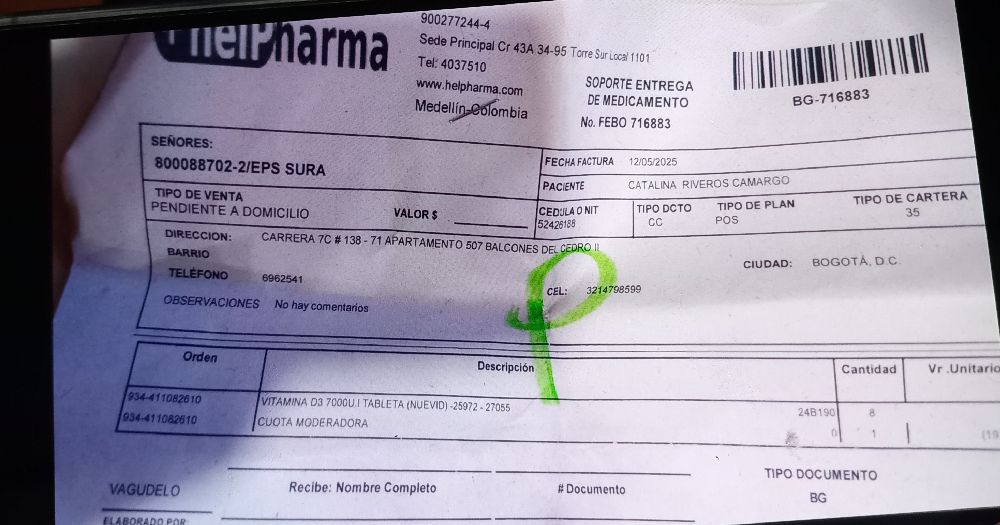 helPharma
900277244-4
Sede Principal Cr 43A 34-95 Torre Sur Local 1101
Tel: 4037510
www.helpharma.com
Medellín-Colombia
SOPORTE ENTREGA
DE MEDICAMENTO
No. FEBO 716883
BG-716883
SEÑORES:
800088702-2/EPS SURA
FECHA FACTURA 12/05/2025
PACIENTE CATALINA RIVEROS CAMARGO
TIPO DE VENTA
PENDIENTE A DOMICILIO
VALOR $
CEDULA O NIT
52426188
TIPO DCTO
CC
TIPO DE PLAN
POS
TIPO DE CARTERA
35
DIRECCION: CARRERA 7C # 138 - 71 APARTAMENTO 507 BALCONES DEL CEDRO II
BARRIO
CIUDAD: BOGOTÁ, D.C.
TELÉFONO 6962541
CEL: 3214798599
OBSERVACIONES No hay comentarios
Orden Descripción Cantidad Vr .Unitario
934-411082610 VITAMINA D3 7000U.I TABLETA (NUEVID) -25972 - 27055 24B190 8
934-411082610 CUOTA MODERADORA 0 1 (19
VAGUDELO
ELABORADO POR:
Recibe: Nombre Completo
# Documento
TIPO DOCUMENTO
BG